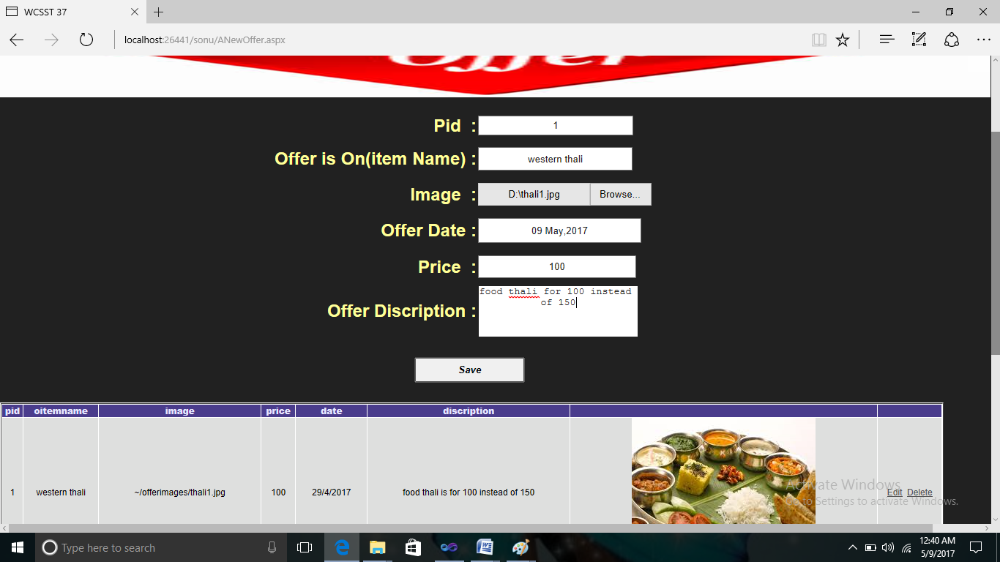 WCSST 37
localhost:26441/sonu/ANewOffer.aspx
Offer
Pid : 1
Offer is On(item Name) : western thali
Image : D:\thali1.jpg Browse...
Offer Date : 09 May,2017
Price : 100
Offer Discription : food thali for 100 instead
of 150
Save
pid oitemname image price date discription
1 western thali ~/offerimages/thali1.jpg 100 29/4/2017 food thali is for 100 instead of 150 Edit Delete
Activate Windows
Go to Settings to activate Windows.
Type here to search
12:40 AM
5/9/2017